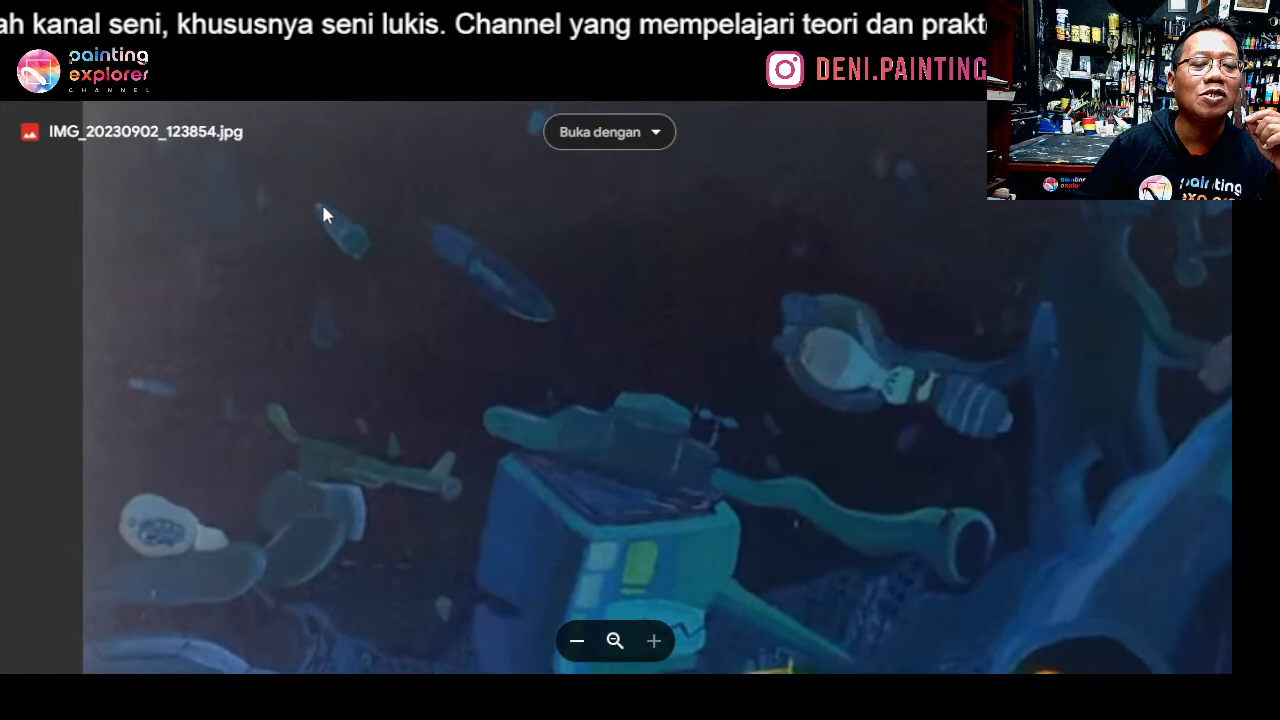 ah kanal seni, khususnya seni lukis. Channel yang mempelajari teori dan prakt
painting
explorer
CHANNEL
DENI.PAINTING
IMG_20230902_123854.jpg
Buka dengan
painting